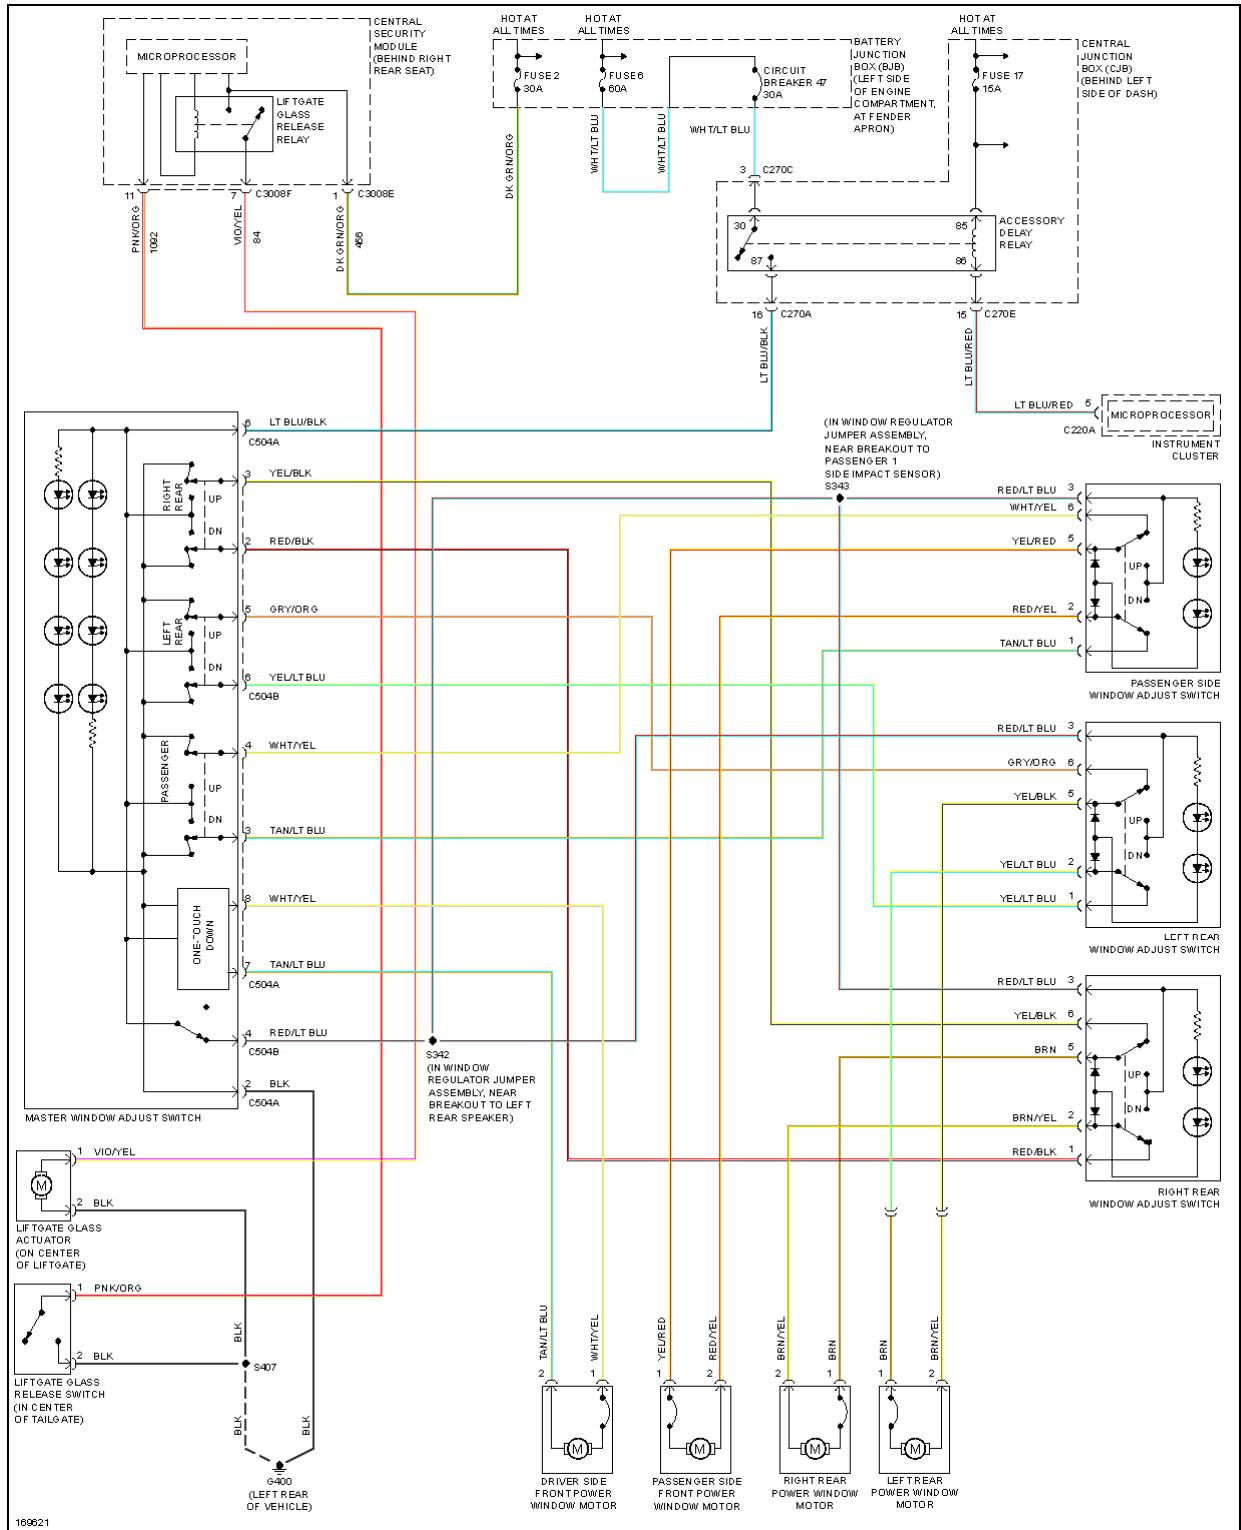 CENTRAL
SECURITY
MODULE
(BEHIND RIGHT
REAR SEAT)
MICROPROCESSOR
LIFTGATE
GLASS
RELEASE
RELAY
11
7
C3008F
1
C3008E
PNK/ORG
1092
VIO/YEL
84
DK GRN/ORG
466
HOT AT
ALL TIMES
HOT AT
ALL TIMES
FUSE 2
30A
FUSE 6
60A
CIRCUIT
BREAKER 47
30A
BATTERY
JUNCTION
BOX (BJB)
(LEFT SIDE
OF ENGINE
COMPARTMENT,
AT FENDER
APRON)
DK GRN/ORG
WHT/LT BLU
WHT/LT BLU
WHT/LT BLU
HOT AT
ALL TIMES
FUSE 17
15A
CENTRAL
JUNCTION
BOX (CJB)
(BEHIND LEFT
SIDE OF DASH)
3
C270C
30
85
87
86
ACCESSORY
DELAY
RELAY
16
C270A
15
C270E
LT BLU/BLK
LT BLU/RED
LT BLU/RED
5
C220A
MICROPROCESSOR
INSTRUMENT
CLUSTER
(IN WINDOW REGULATOR
JUMPER ASSEMBLY,
NEAR BREAKOUT TO
PASSENGER 1
SIDE IMPACT SENSOR)
S343
6
LT BLU/BLK
C504A
RIGHT
REAR
UP
DN
3
YEL/BLK
2
RED/BLK
LEFT
REAR
UP
DN
5
GRY/ORG
6
YEL/LT BLU
C504B
PASSENGER
UP
DN
4
WHT/YEL
3
TAN/LT BLU
ONE-TOUCH
DOWN
8
WHT/YEL
7
TAN/LT BLU
C504A
4
RED/LT BLU
C504B
2
BLK
C504A
MASTER WINDOW ADJUST SWITCH
S342
(IN WINDOW
REGULATOR JUMPER
ASSEMBLY, NEAR
BREAKOUT TO LEFT
REAR SPEAKER)
RED/LT BLU
3
WHT/YEL
6
YEL/RED
5
RED/YEL
2
TAN/LT BLU
1
UP
DN
PASSENGER SIDE
WINDOW ADJUST SWITCH
RED/LT BLU
3
GRY/ORG
6
YEL/BLK
5
YEL/LT BLU
2
YEL/LT BLU
1
UP
DN
LEFT REAR
WINDOW ADJUST SWITCH
RED/LT BLU
3
YEL/BLK
6
BRN
5
BRN/YEL
2
RED/BLK
1
UP
DN
RIGHT REAR
WINDOW ADJUST SWITCH
M
1
VIO/YEL
2
BLK
LIFTGATE GLASS
ACTUATOR
(ON CENTER
OF LIFTGATE)
1
PNK/ORG
2
BLK
LIFTGATE GLASS
RELEASE SWITCH
(IN CENTER
OF TAILGATE)
BLK
S407
BLK
BLK
G400
(LEFT REAR
OF VEHICLE)
TAN/LT BLU
WHT/YEL
2
1
M
DRIVER SIDE
FRONT POWER
WINDOW MOTOR
YEL/RED
RED/YEL
1
2
M
PASSENGER SIDE
FRONT POWER
WINDOW MOTOR
BRN/YEL
BRN
2
1
M
RIGHT REAR
POWER WINDOW
MOTOR
BRN
BRN/YEL
1
2
M
LEFT REAR
POWER WINDOW
MOTOR
169621